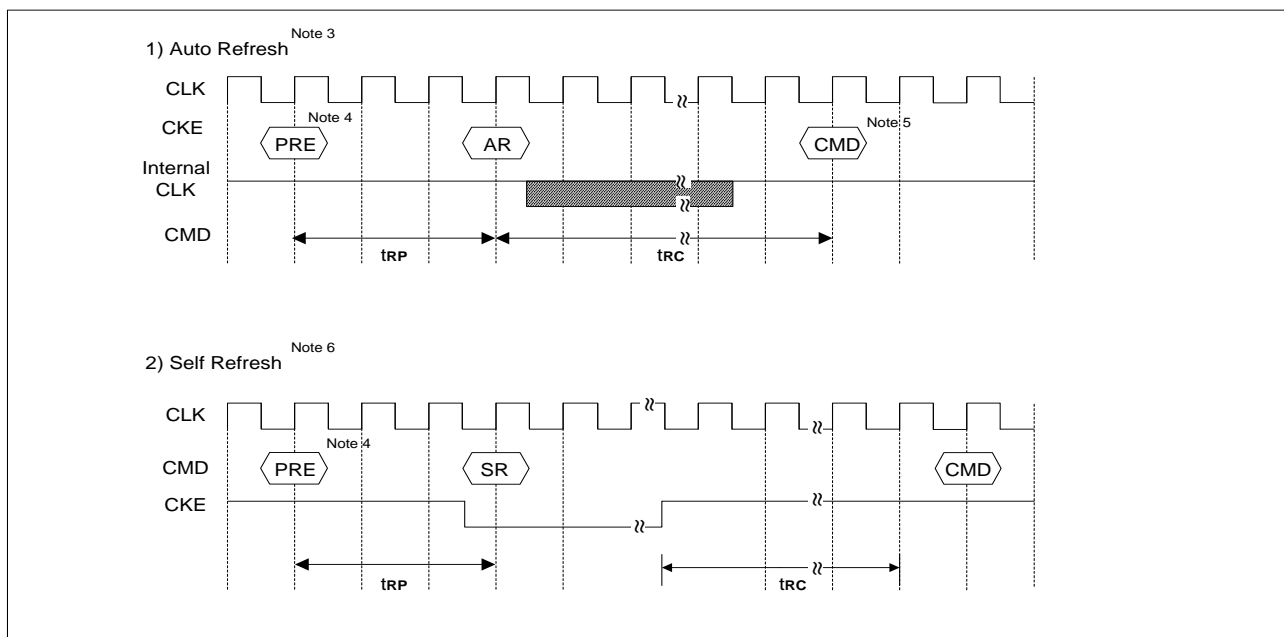 1) Auto Refresh Note 3
CLK
CKE
PRE Note 4 AR CMD Note 5
Internal
CLK
CMD
tRP tRC
2) Self Refresh Note 6
CLK
CMD
PRE Note 4 SR CMD
CKE
tRP tRC